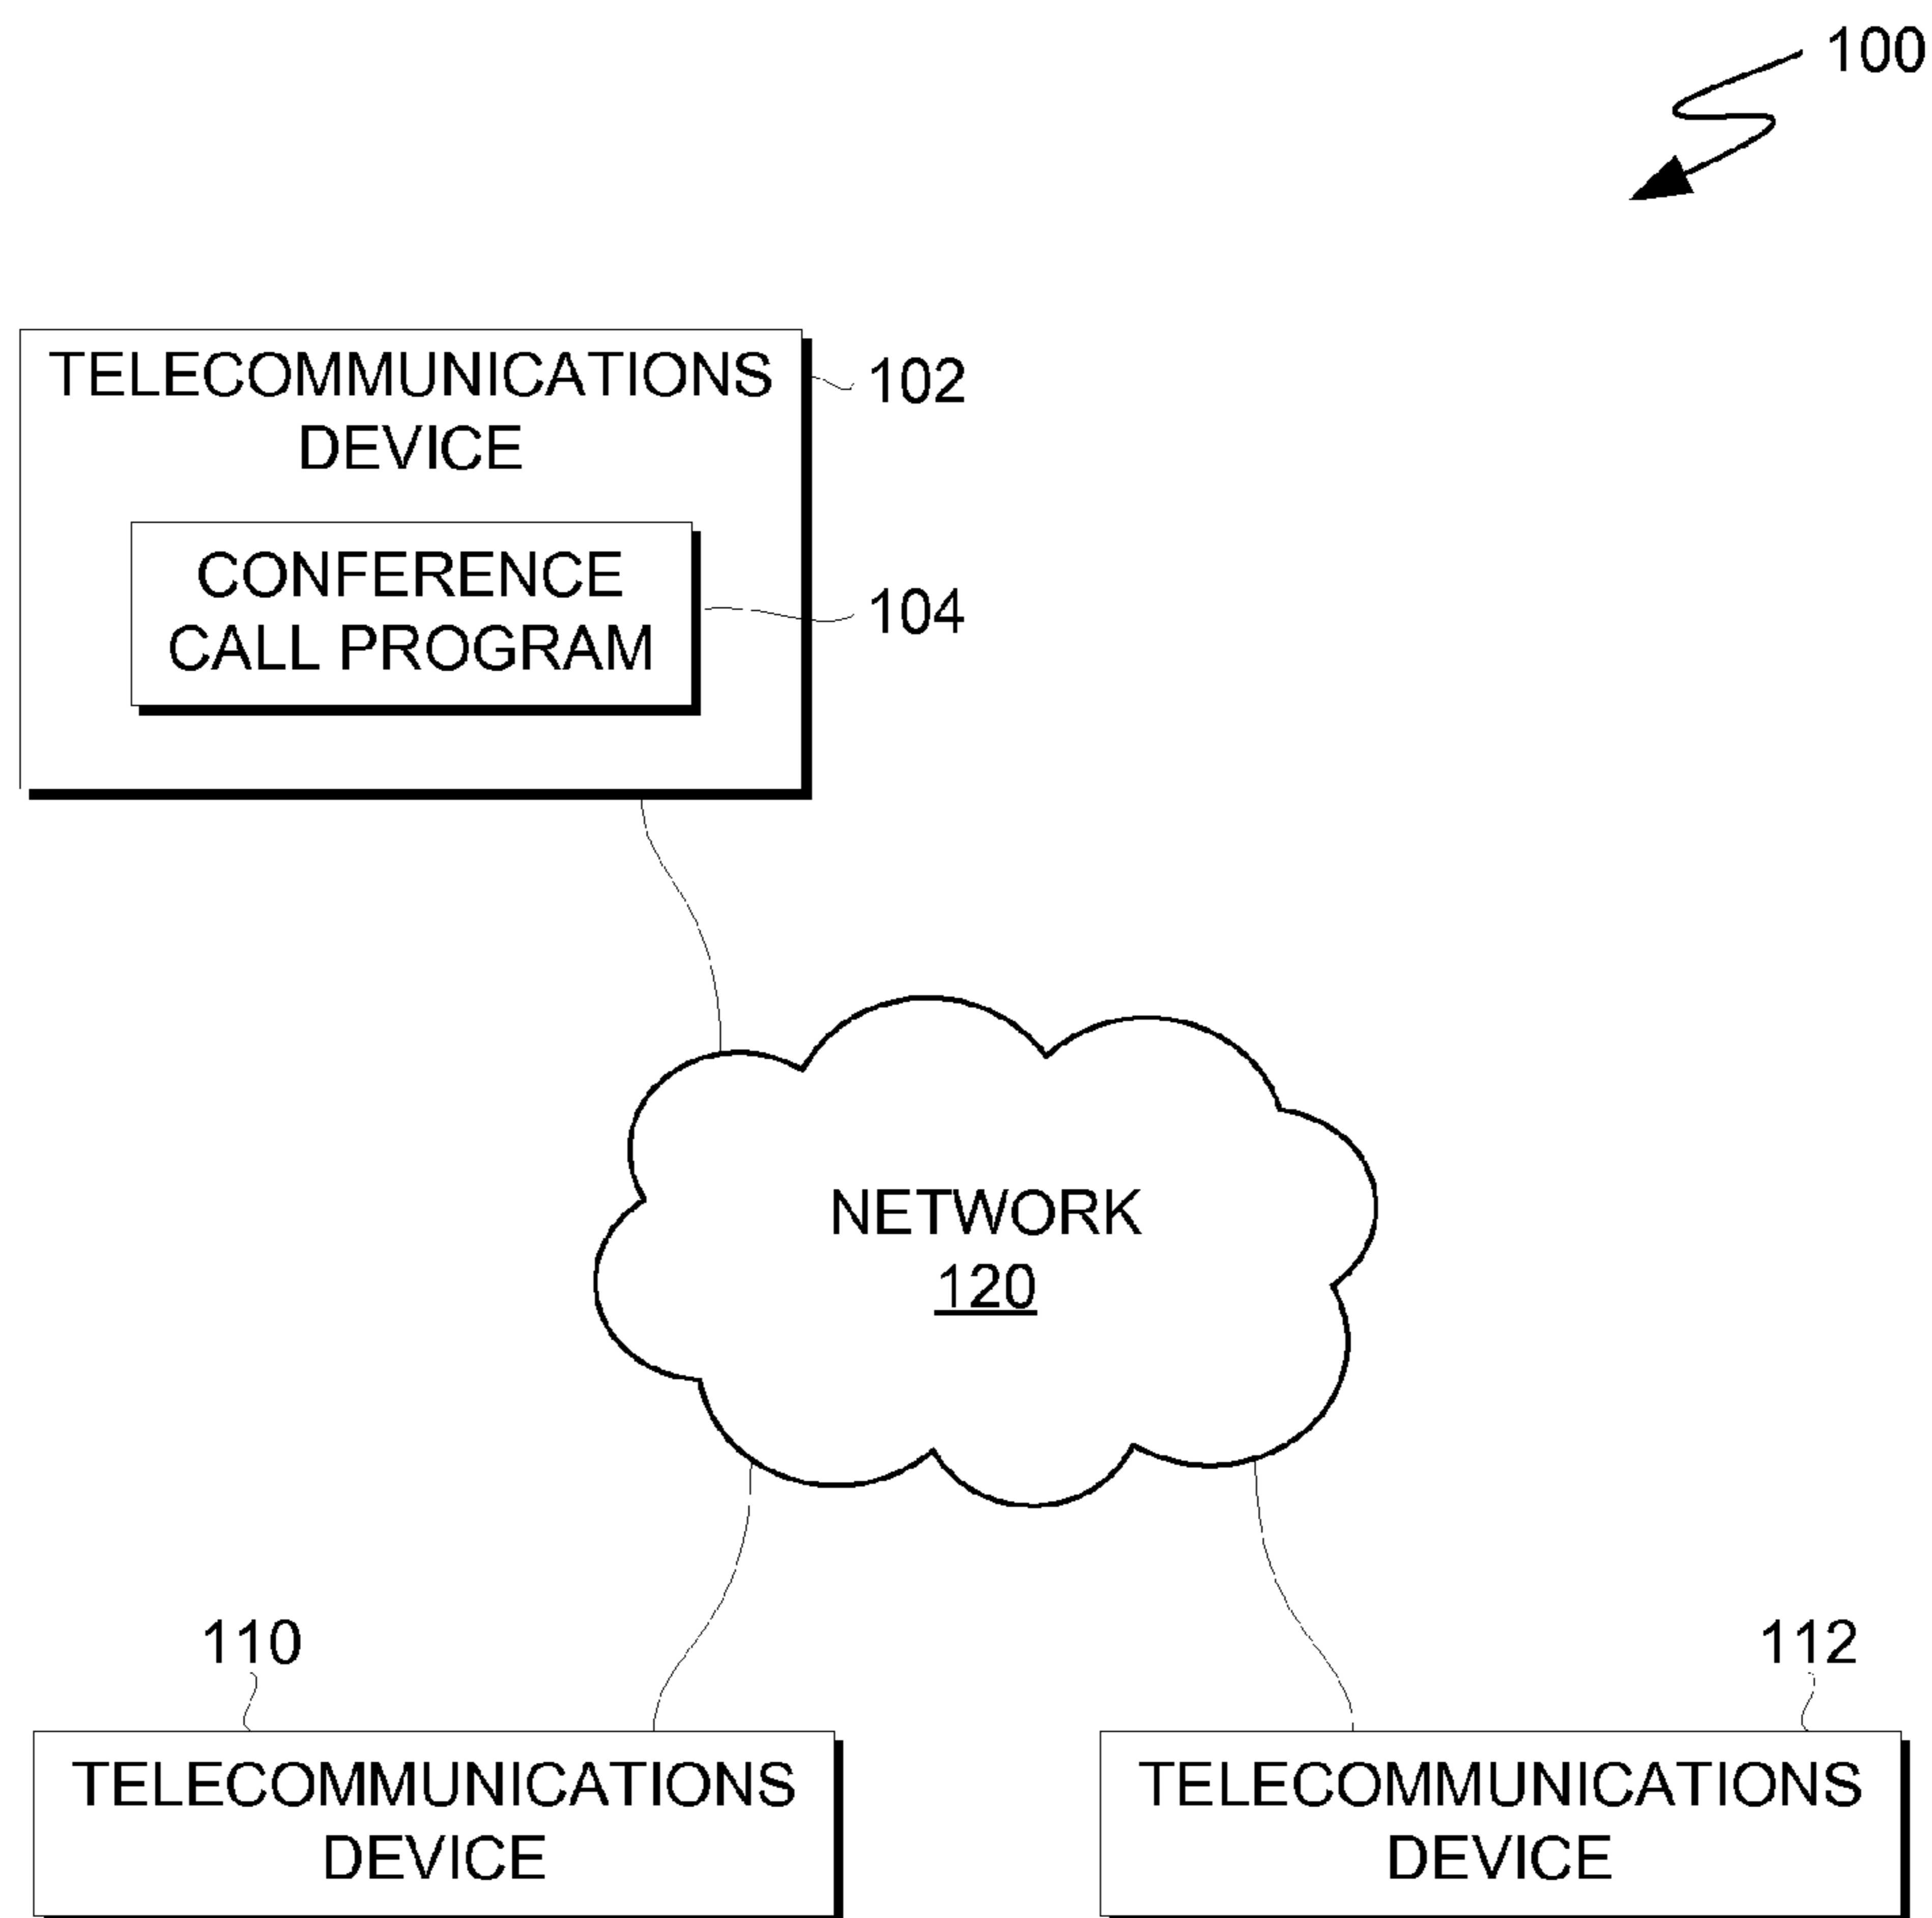 100
TELECOMMUNICATIONS
DEVICE
102
CONFERENCE
CALL PROGRAM
104
NETWORK
120
110
112
TELECOMMUNICATIONS
DEVICE
TELECOMMUNICATIONS
DEVICE